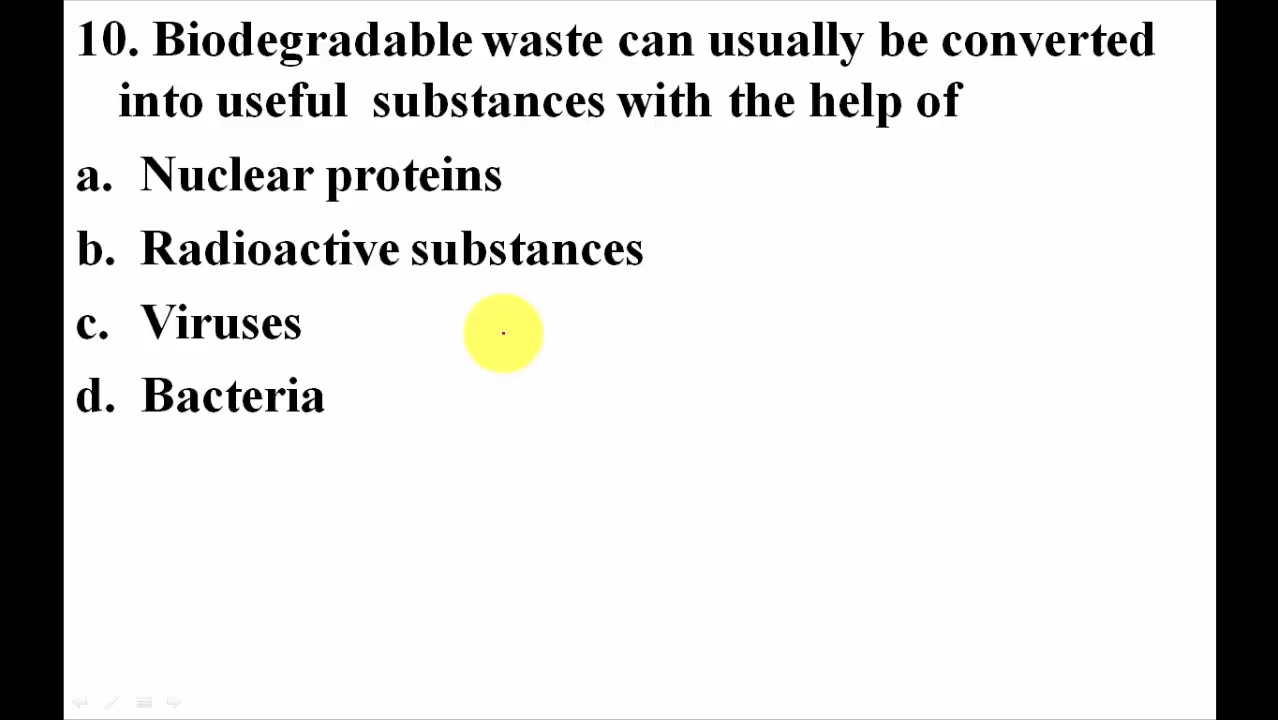 10. Biodegradable waste can usually be converted
into useful substances with the help of
a. Nuclear proteins
b. Radioactive substances
c. Viruses
d. Bacteria